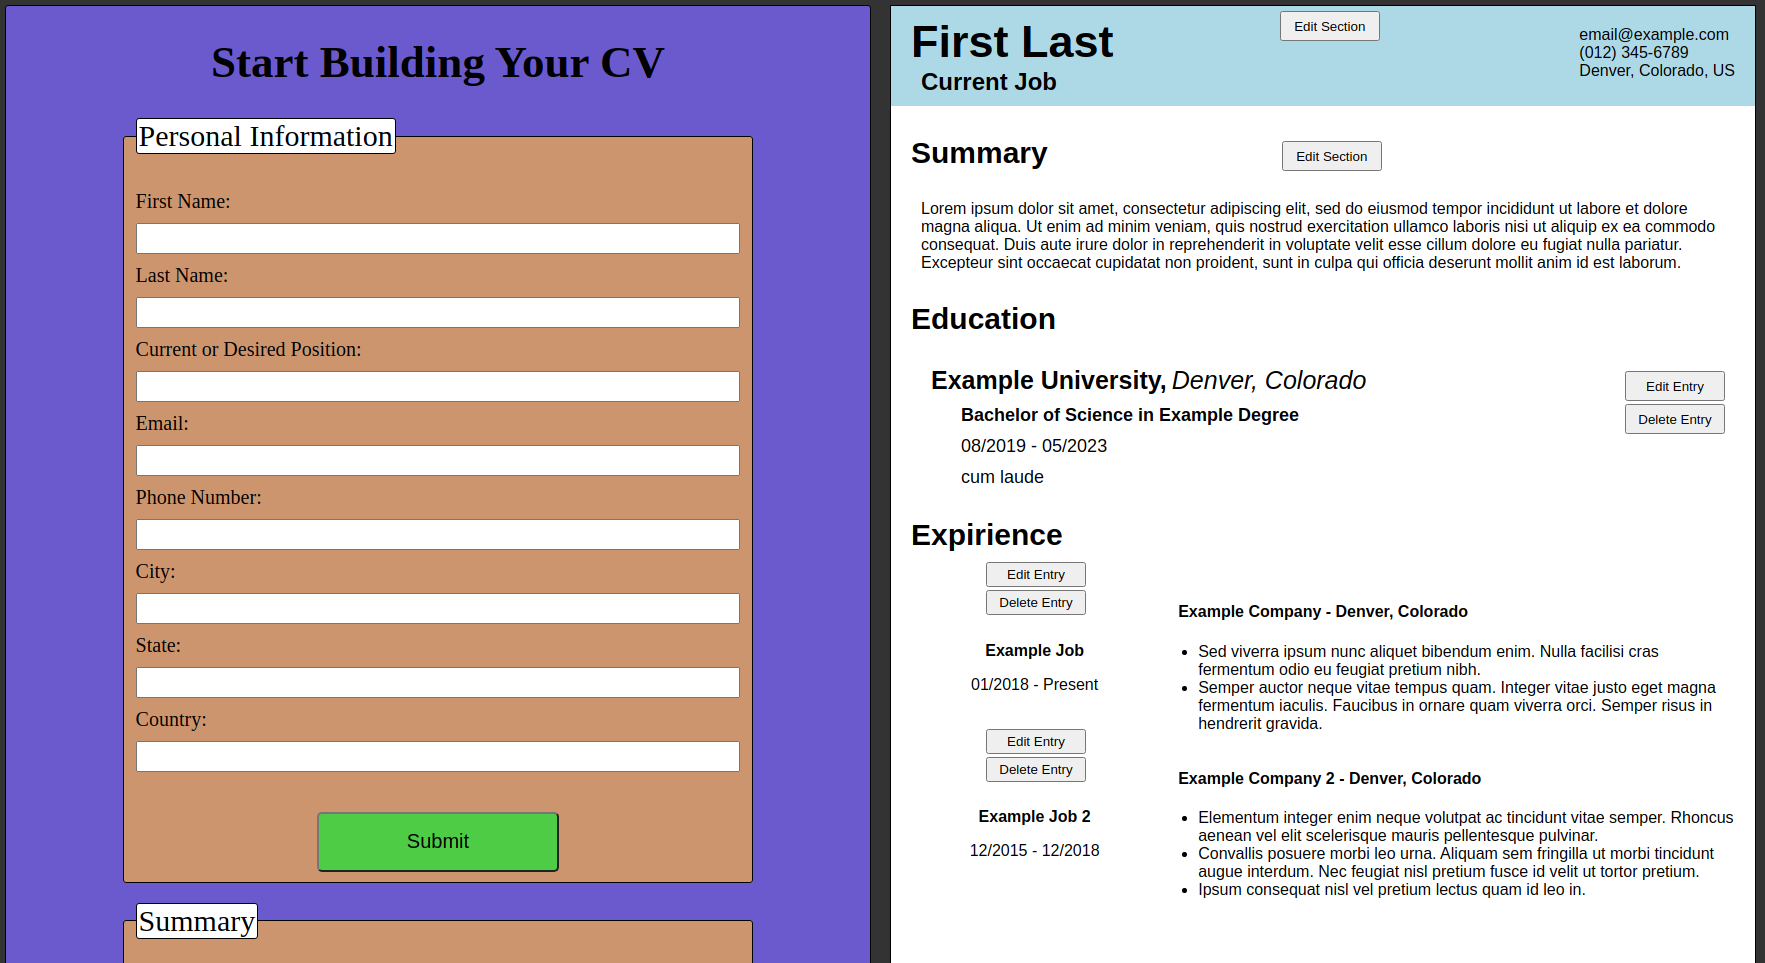 Start Building Your CV
Personal Information
First Name:
Last Name:
Current or Desired Position:
Email:
Phone Number:
City:
State:
Country:
Submit
Summary
First Last
Current Job
Edit Section
email@example.com
(012) 345-6789
Denver, Colorado, US
Summary
Edit Section
Lorem ipsum dolor sit amet, consectetur adipiscing elit, sed do eiusmod tempor incididunt ut labore et dolore
magna aliqua. Ut enim ad minim veniam, quis nostrud exercitation ullamco laboris nisi ut aliquip ex ea commodo
consequat. Duis aute irure dolor in reprehenderit in voluptate velit esse cillum dolore eu fugiat nulla pariatur.
Excepteur sint occaecat cupidatat non proident, sunt in culpa qui officia deserunt mollit anim id est laborum.
Education
Example University, Denver, Colorado
Bachelor of Science in Example Degree
08/2019 - 05/2023
cum laude
Edit Entry
Delete Entry
Expirience
Edit Entry
Delete Entry
Example Job
01/2018 - Present
Example Company - Denver, Colorado
• Sed viverra ipsum nunc aliquet bibendum enim. Nulla facilisi cras
fermentum odio eu feugiat pretium nibh.
• Semper auctor neque vitae tempus quam. Integer vitae justo eget magna
fermentum iaculis. Faucibus in ornare quam viverra orci. Semper risus in
hendrerit gravida.
Edit Entry
Delete Entry
Example Job 2
12/2015 - 12/2018
Example Company 2 - Denver, Colorado
• Elementum integer enim neque volutpat ac tincidunt vitae semper. Rhoncus
aenean vel elit scelerisque mauris pellentesque pulvinar.
• Convallis posuere morbi leo urna. Aliquam sem fringilla ut morbi tincidunt
augue interdum. Nec feugiat nisl pretium fusce id velit ut tortor pretium.
• Ipsum consequat nisl vel pretium lectus quam id leo in.